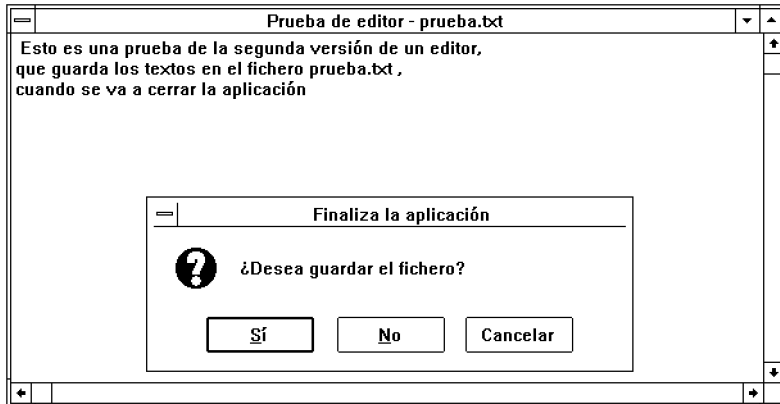 Prueba de editor - prueba.txt
Esto es una prueba de la segunda versión de un editor,
que guarda los textos en el fichero prueba.txt ,
cuando se va a cerrar la aplicación
Finaliza la aplicación
¿Desea guardar el fichero?
Sí No Cancelar